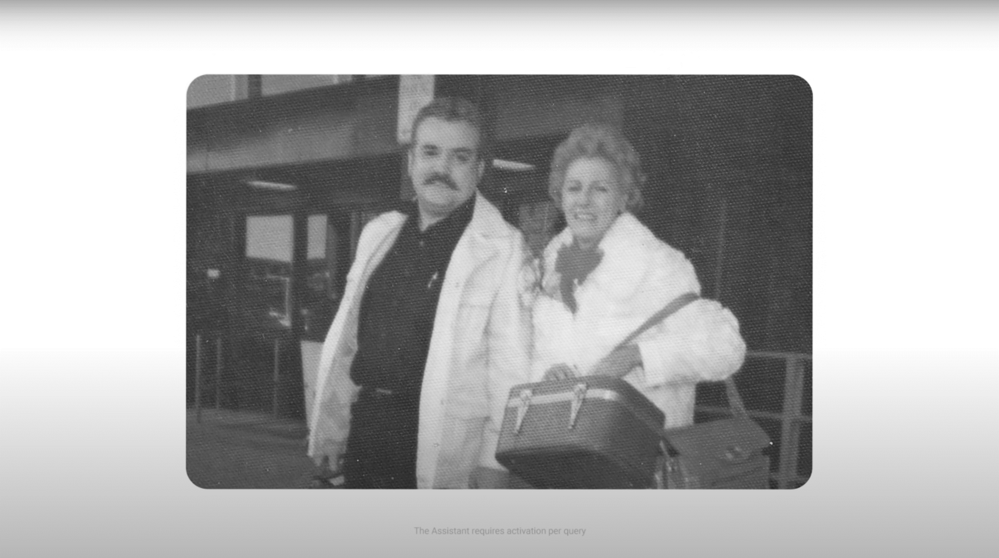 The Assistant requires activation per query